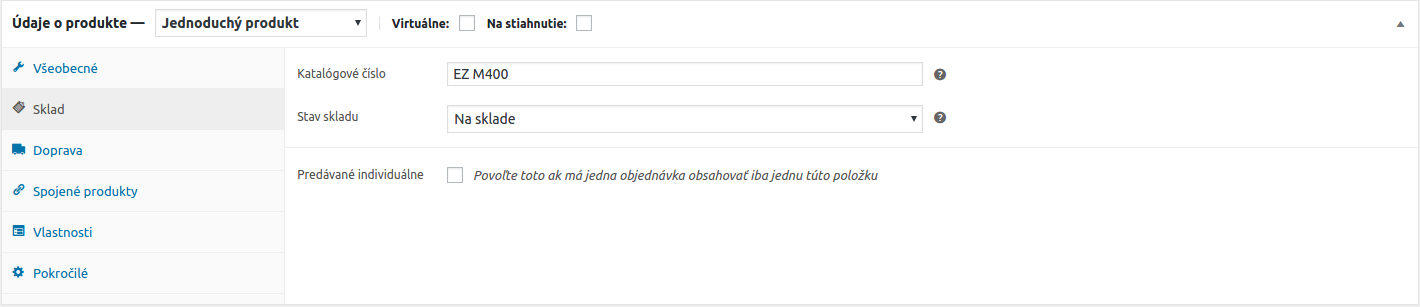 Údaje o produkte — Jednoduchý produkt Virtuálne: Na stiahnutie:
Všeobecné
Sklad
Doprava
Spojené produkty
Vlastnosti
Pokročilé
Katalógové číslo EZ M400
Stav skladu Na sklade
Predávané individuálne Povoľte toto ak má jedna objednávka obsahovať iba jednu túto položku